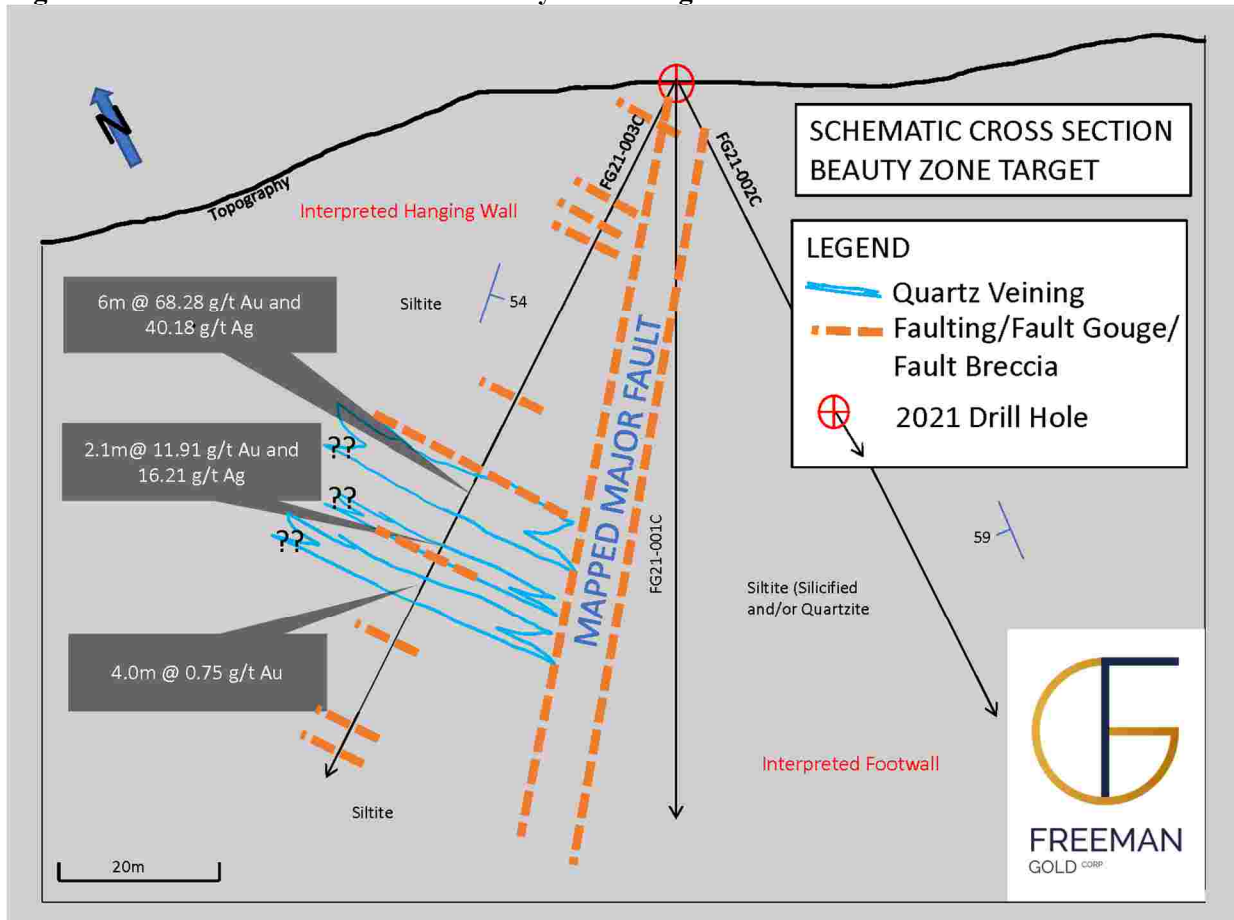 N
SCHEMATIC CROSS SECTION
BEAUTY ZONE TARGET
Topography
FG21-003C
FG21-002C
Interpreted Hanging Wall
LEGEND
Quartz Veining
Faulting/Fault Gouge/
Fault Breccia
2021 Drill Hole
6m @ 68.28 g/t Au and
40.18 g/t Ag
Siltite
54
MAPPED MAJOR FAULT
FG21-001C
2.1m@ 11.91 g/t Au and
16.21 g/t Ag
??
??
??
59
Siltite (Silicified
and/or Quartzite
4.0m @ 0.75 g/t Au
Interpreted Footwall
Siltite
20m
FREEMAN
GOLD CORP